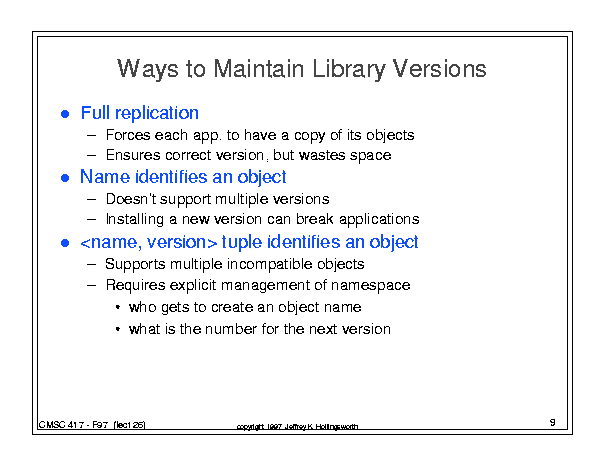 Ways to Maintain Library Versions
● Full replication
– Forces each app. to have a copy of its objects
– Ensures correct version, but wastes space
● Name identifies an object
– Doesn't support multiple versions
– Installing a new version can break applications
● <name, version> tuple identifies an object
– Supports multiple incompatible objects
– Requires explicit management of namespace
• who gets to create an object name
• what is the number for the next version
CMSC 417 - F97 (lect 26)
copyright 1997 Jeffrey K. Hollingsworth
9